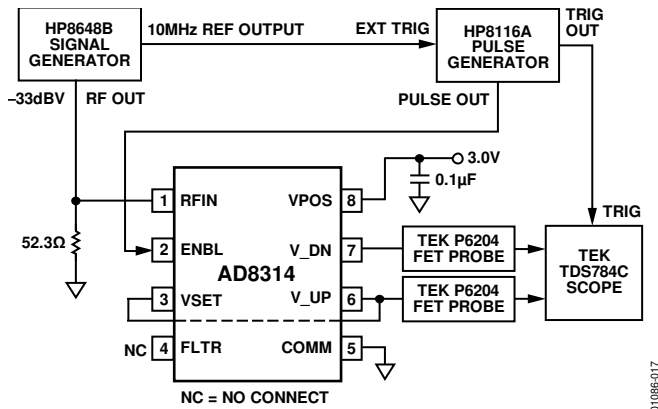 HP8648B
SIGNAL
GENERATOR
10MHz REF OUTPUT
EXT TRIG
HP8116A
PULSE
GENERATOR
TRIG
OUT
–33dBV
RF OUT
PULSE OUT
3.0V
0.1µF
1 RFIN
VPOS 8
52.3Ω
2 ENBL
V_DN 7
AD8314
3 VSET
V_UP 6
NC 4 FLTR
COMM 5
TEK P6204
FET PROBE
TEK P6204
FET PROBE
TRIG
TEK
TDS784C
SCOPE
NC = NO CONNECT
01086-017